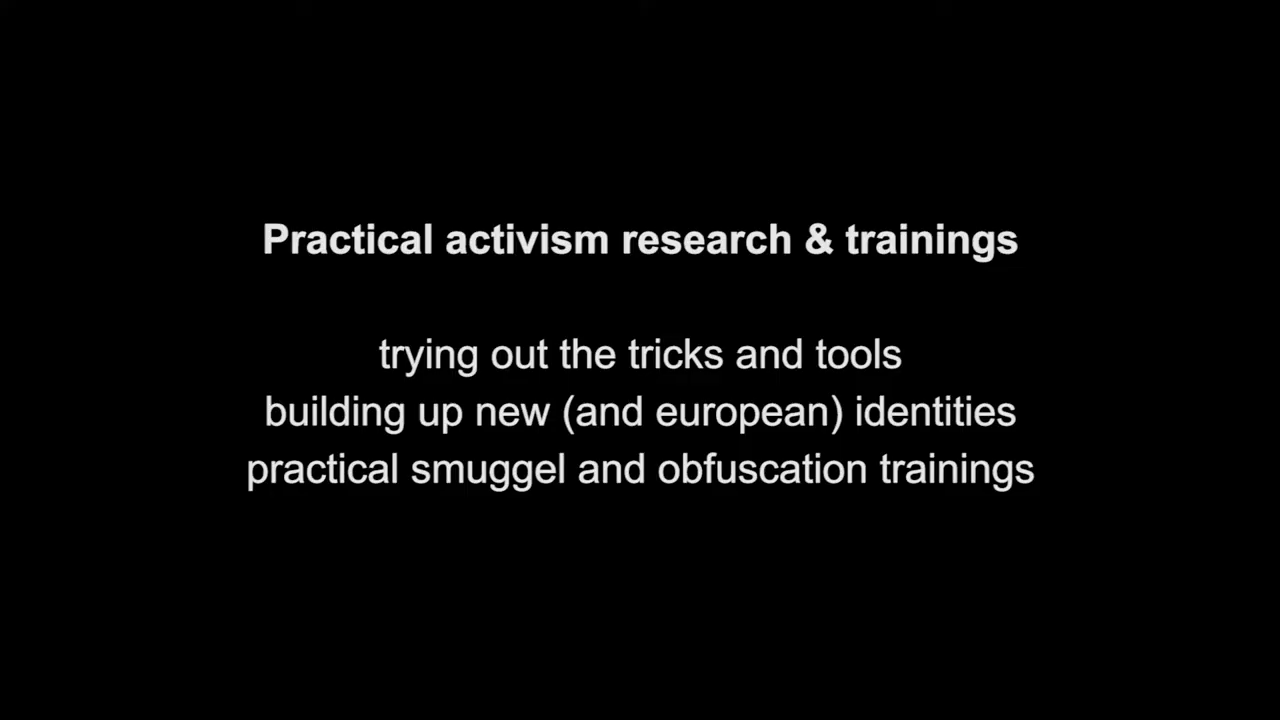 Practical activism research & trainings
trying out the tricks and tools
building up new (and european) identities
practical smuggel and obfuscation trainings